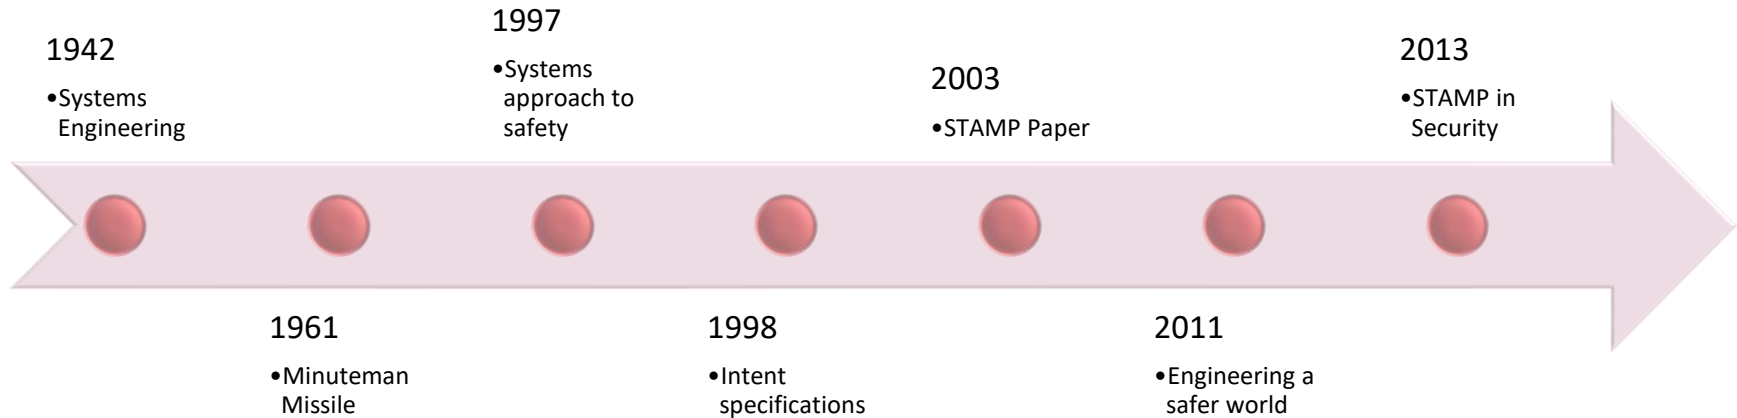 1942
•Systems
Engineering
1961
•Minuteman
Missile
1997
•Systems
approach to
safety
1998
•Intent
specifications
2003
•STAMP Paper
2011
•Engineering a
safer world
2013
•STAMP in
Security